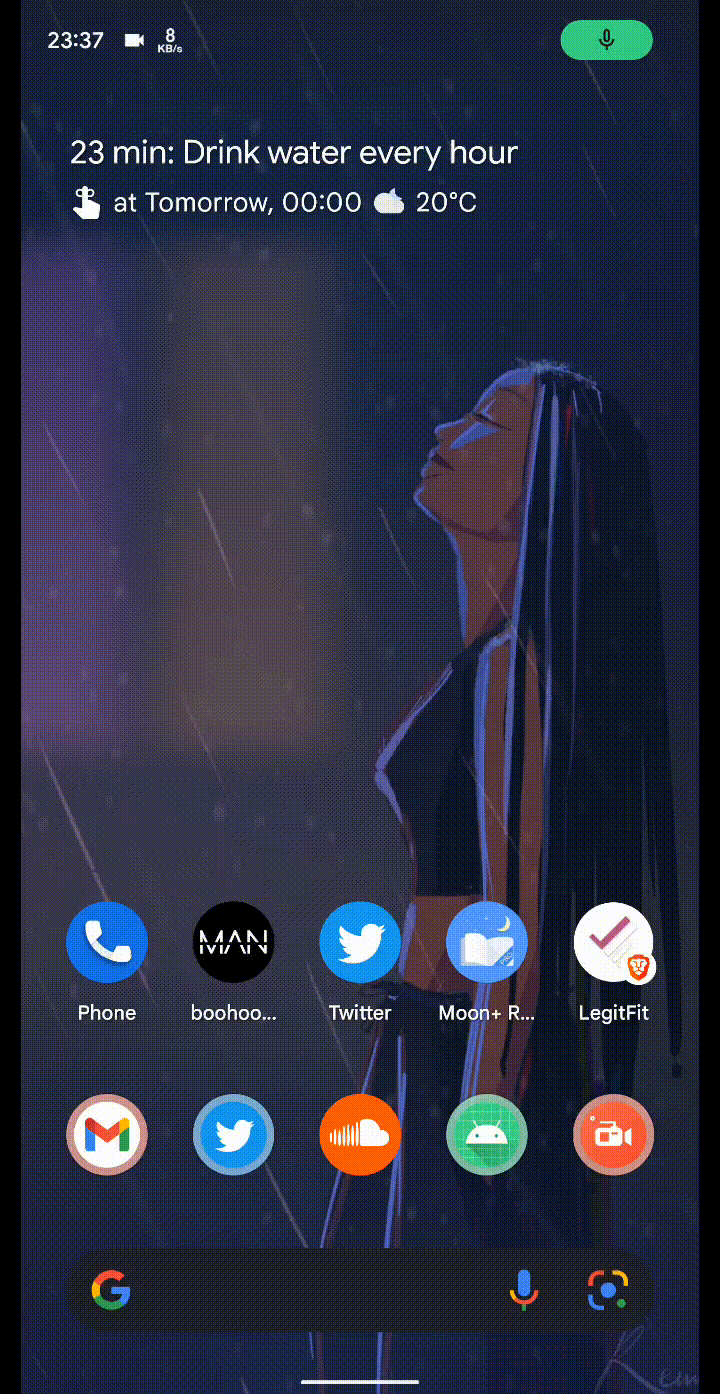 23:37
8
KB/s
23 min: Drink water every hour
at Tomorrow, 00:00 20°C
MAN
PRO
Phone boohoo... Twitter Moon+ R... LegitFit